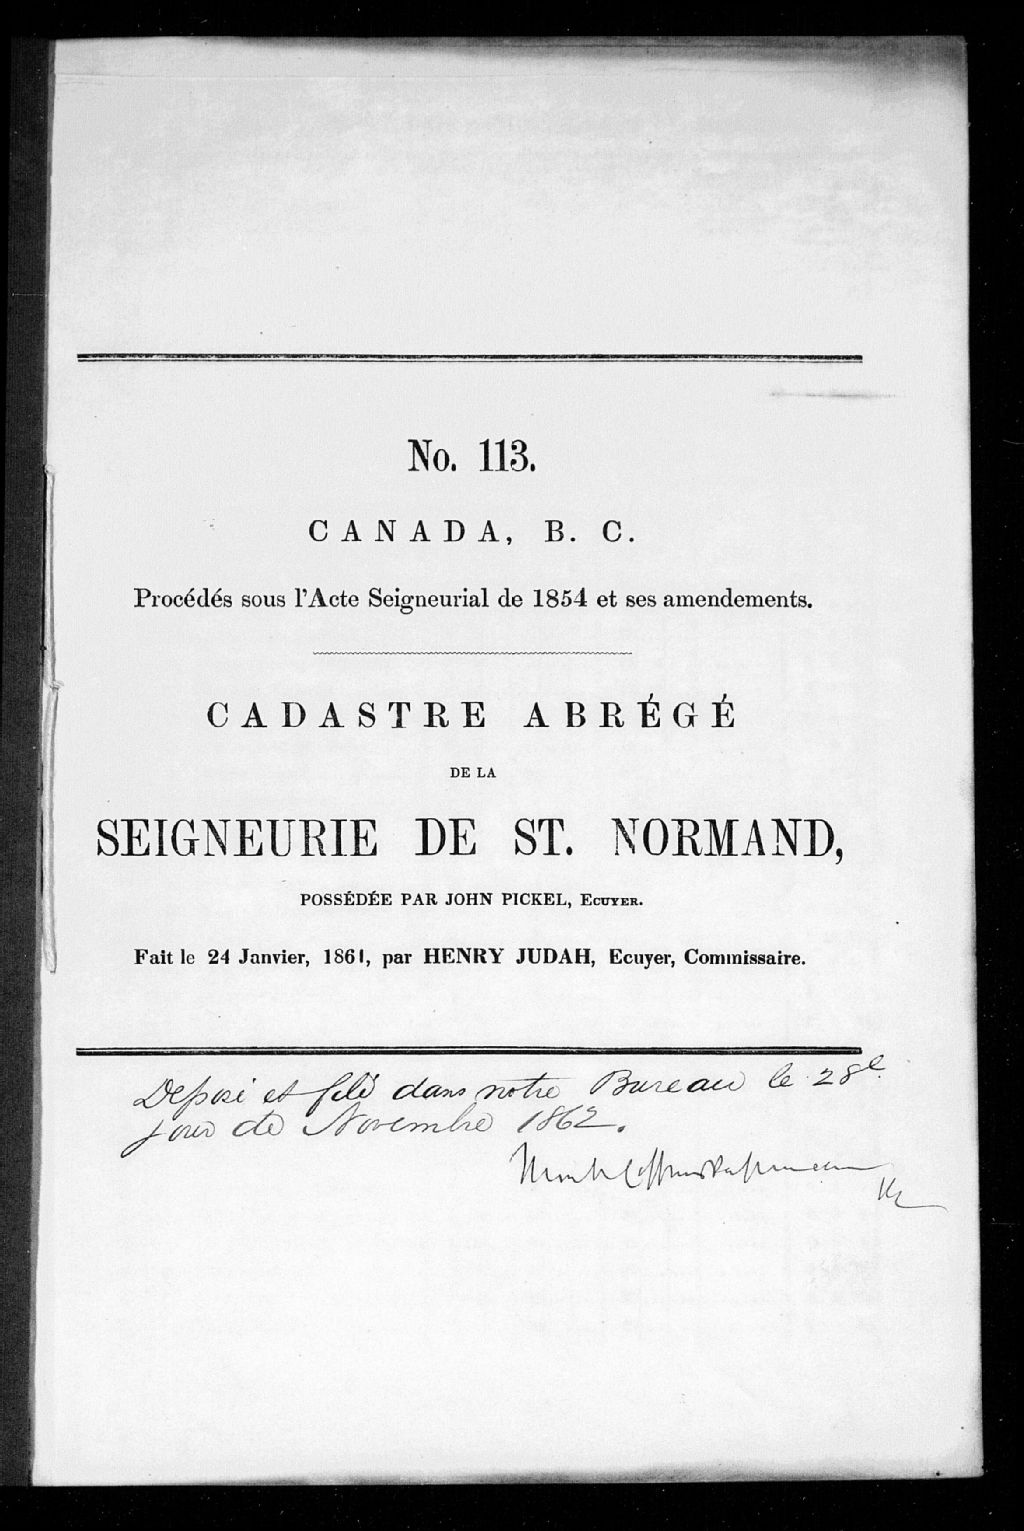 No. 113.
CANADA, B. C.
Procédés sous l'Acte Seigneurial de 1854 et ses amendements.
CADASTRE ABRÉGÉ
DE LA
SEIGNEURIE DE ST. NORMAND,
POSSÉDÉE PAR JOHN PICKEL, ECUYER.
Fait le 24 Janvier, 1861, par HENRY JUDAH, Ecuyer, Commissaire.
Déposé et filé dans notre Bureau le 28e
jour de Novembre 1862.